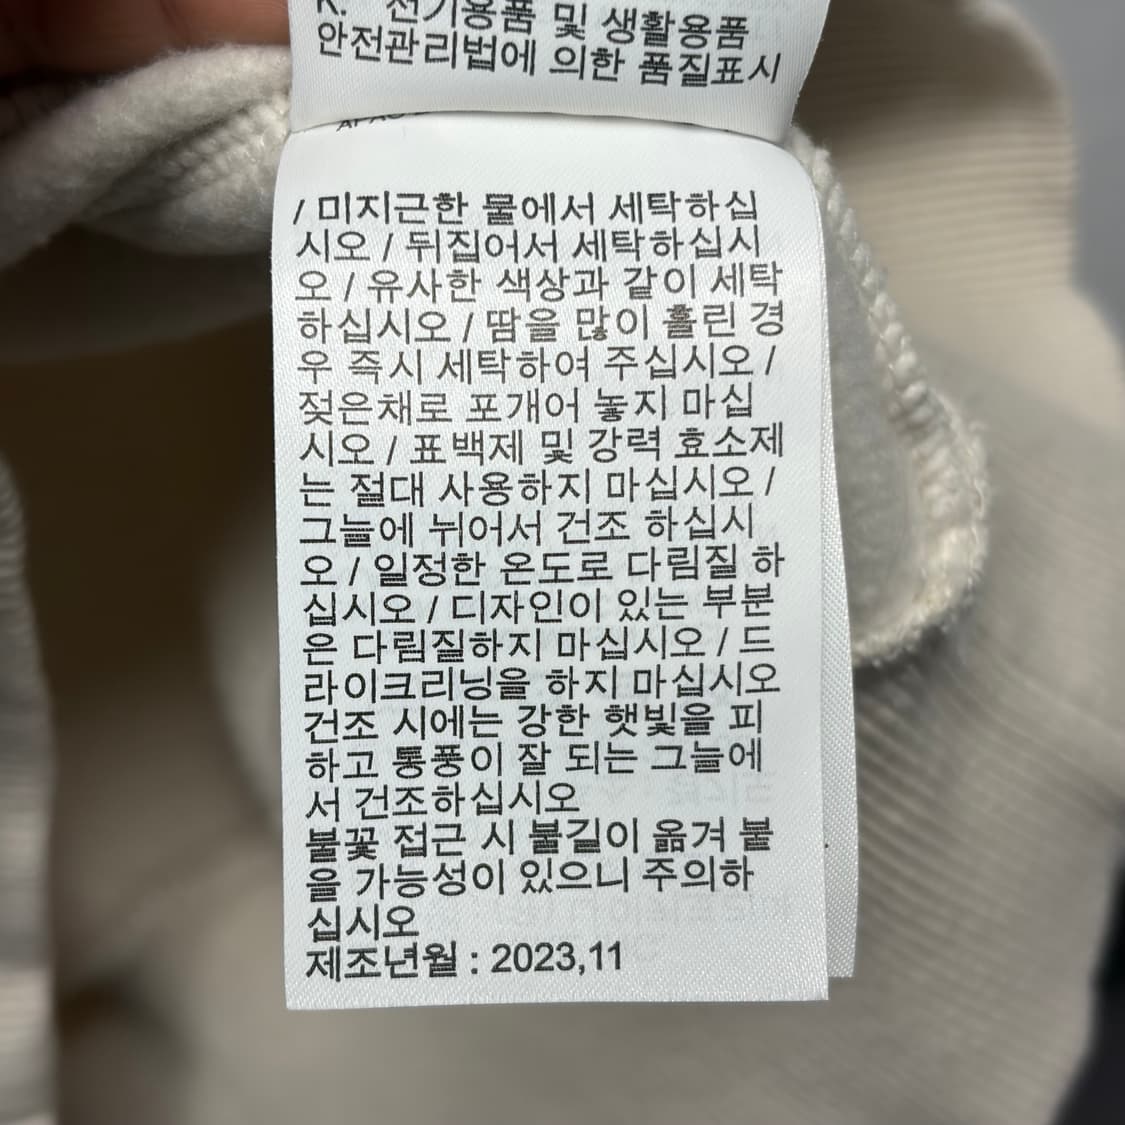 전기용품 및 생활용품
안전관리법에 의한 품질표시
/ 미지근한 물에서 세탁하십
시오 / 뒤집어서 세탁하십시
오 / 유사한 색상과 같이 세탁
하십시오 / 땀을 많이 흘린 경
우 즉시 세탁하여 주십시오 /
젖은채로 포개어 놓지 마십
시오 / 표백제 및 강력 효소제
는 절대 사용하지 마십시오 /
그늘에 뉘어서 건조 하십시
오 / 일정한 온도로 다림질 하
십시오 / 디자인이 있는 부분
은 다림질하지 마십시오 / 드
라이크리닝을 하지 마십시오
건조 시에는 강한 햇빛을 피
하고 통풍이 잘 되는 그늘에
서 건조하십시오
불꽃 접근 시 불길이 옮겨 붙
을 가능성이 있으니 주의하
십시오
제조년월 : 2023,11